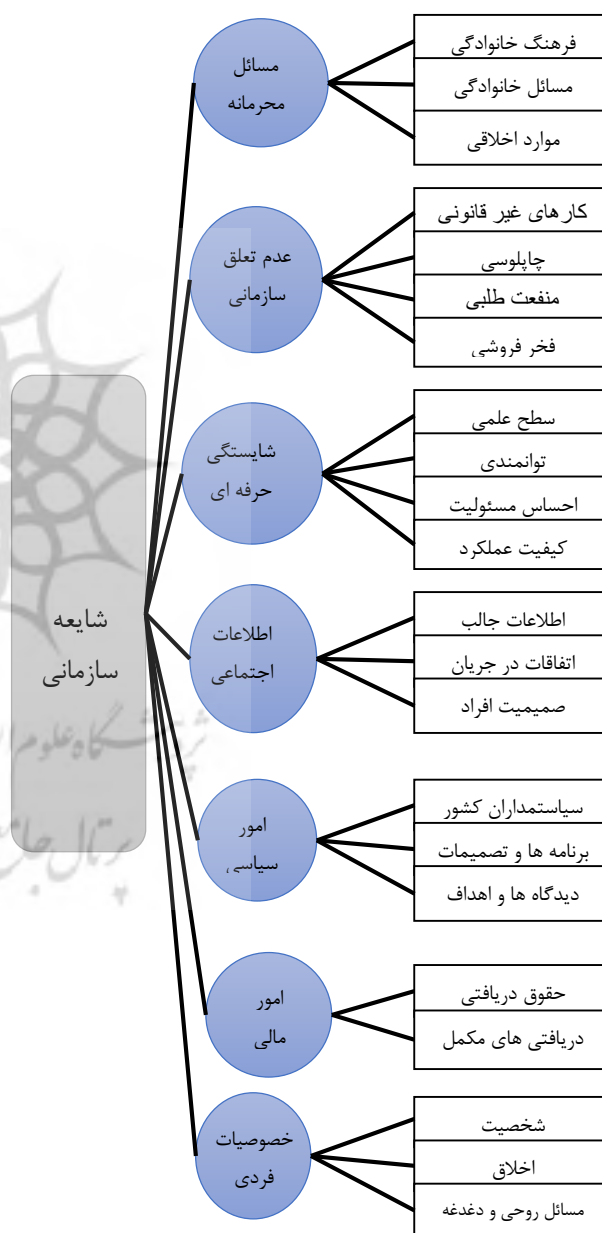 شایعه
سازمانی
مسائل
محرمانه
فرهنگ خانوادگی
مسائل خانوادگی
موارد اخلاقی
عدم تعلق
سازمانی
کارهای غیر قانونی
چاپلوسی
منفعت طلبی
فخر فروشی
شایستگی
حرفه ای
سطح علمی
توانمندی
احساس مسئولیت
کیفیت عملکرد
اطلاعات
اجتماعی
اطلاعات جالب
اتفاقات در جریان
صمیمیت افراد
امور
سیاسی
سیاستمداران کشور
برنامه ها و تصمیمات
دیدگاه ها و اهداف
امور
مالی
حقوق دریافتی
دریافتی های مکمل
خصوصیات
فردی
شخصیت
اخلاق
مسائل روحی و دغدغه